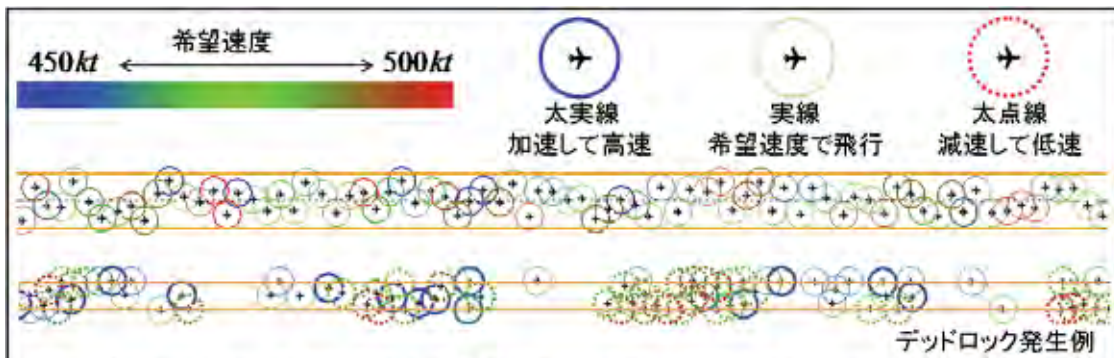 希望速度
450kt
500kt
太実線
加速して高速
実線
希望速度で飛行
太点線
減速して低速
デッドロック発生例